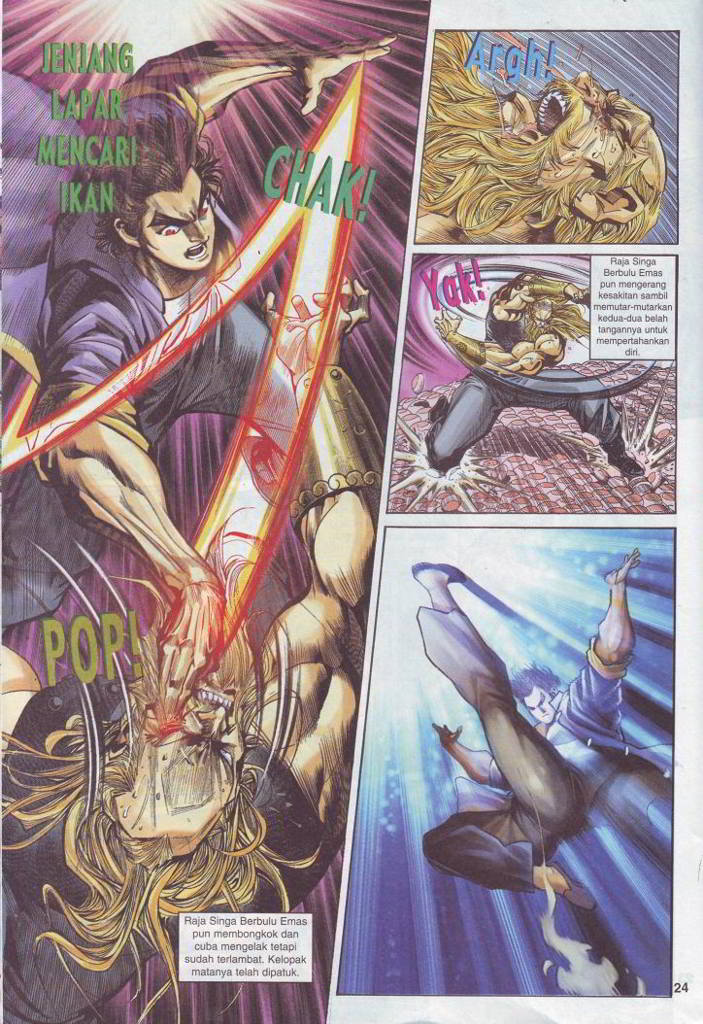 JENJANG
LAPAR
MENCARI
IKAN
CHAK!
POP!
Raja Singa Berbulu Emas
pun membongkok dan
cuba mengelak tetapi
sudah terlambat. Kelopak
matanya telah dipatuk.
Argh!
Yak!
Raja Singa
Berbulu Emas
pun mengerang
kesakitan sambil
memutar-mutarkan
kedua-dua belah
tangannya untuk
mempertahankan
diri.
24